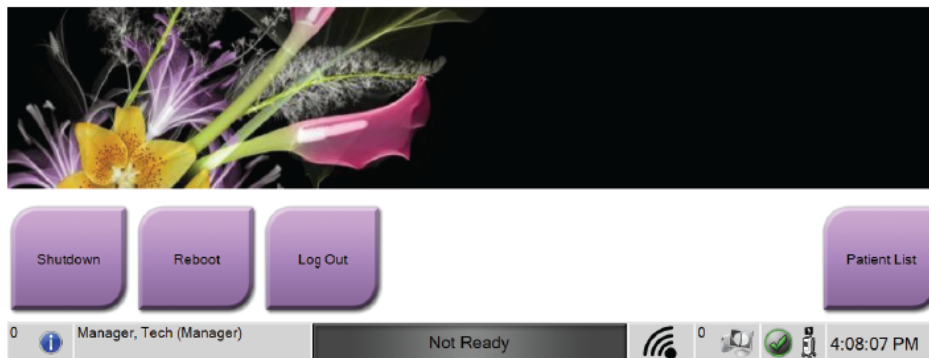 Shutdown
Reboot
Log Out
Patient List
0
Manager, Tech (Manager)
Not Ready
0
4:08:07 PM